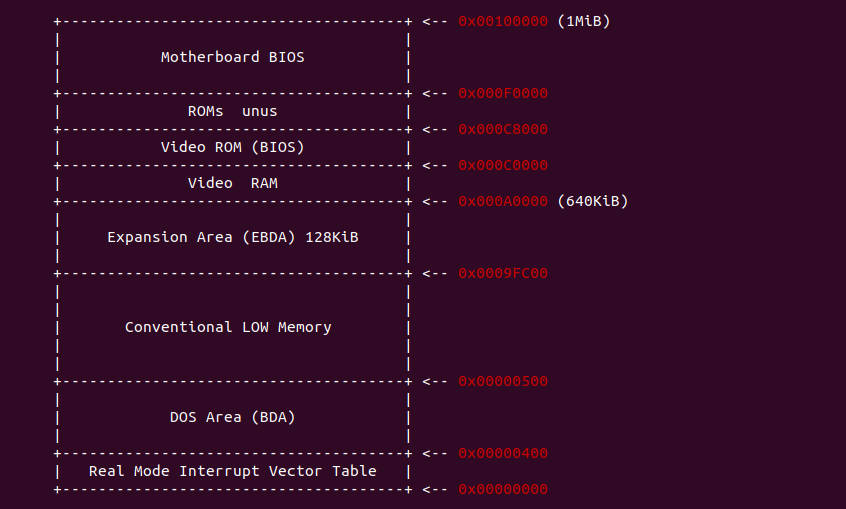 +--------------------------------------+ <-- 0x00100000 (1MiB)
|                                      |
|           Motherboard BIOS           |
|                                      |
+--------------------------------------+ <-- 0x000F0000
|              ROMs  unus              |
+--------------------------------------+ <-- 0x000C8000
|           Video ROM (BIOS)           |
+--------------------------------------+ <-- 0x000C0000
|              Video  RAM              |
+--------------------------------------+ <-- 0x000A0000 (640KiB)
|                                      |
|     Expansion Area (EBDA) 128KiB     |
|                                      |
+--------------------------------------+ <-- 0x0009FC00
|                                      |
|                                      |
|       Conventional LOW Memory        |
|                                      |
|                                      |
+--------------------------------------+ <-- 0x00000500
|                                      |
|            DOS Area (BDA)            |
|                                      |
+--------------------------------------+ <-- 0x00000400
|   Real Mode Interrupt Vector Table   |
+--------------------------------------+ <-- 0x00000000